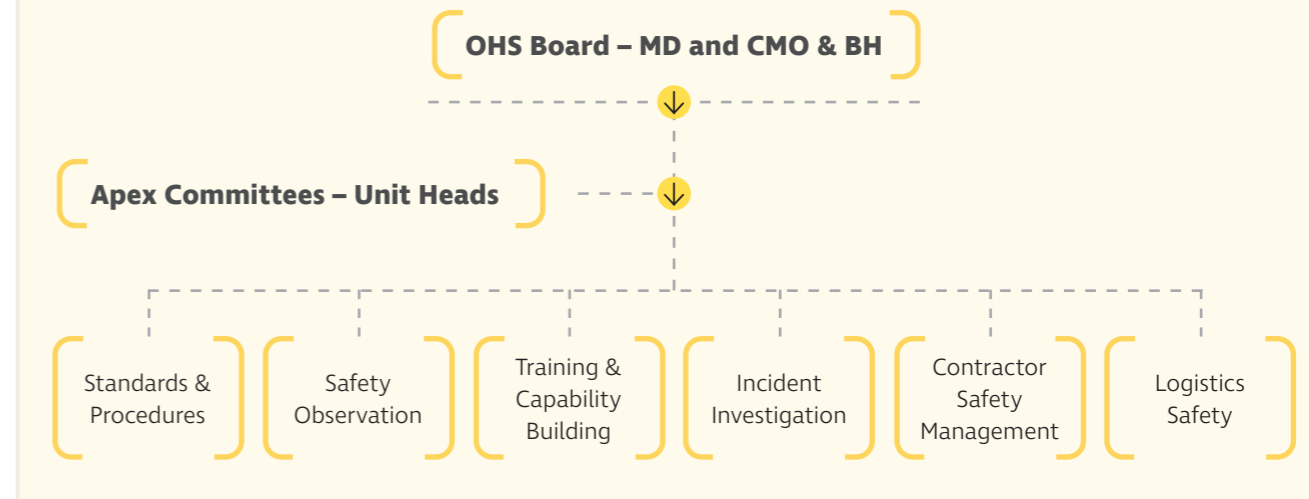 OHS Board – MD and CMO & BH
Apex Committees – Unit Heads
Standards &
Procedures
Safety
Observation
Training &
Capability
Building
Incident
Investigation
Contractor
Safety
Management
Logistics
Safety